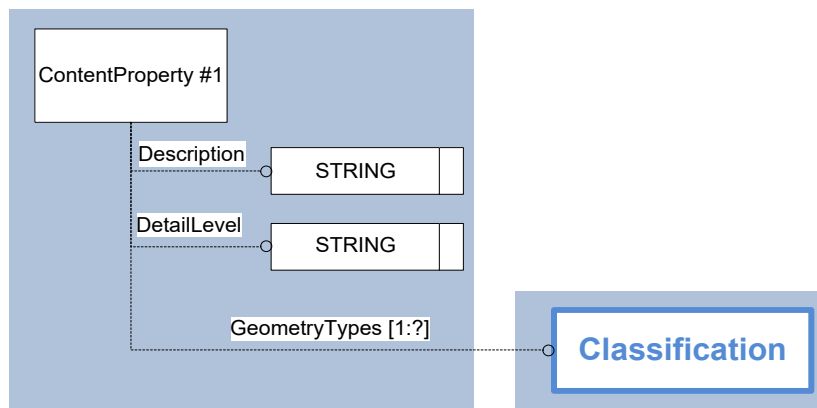 ContentProperty #1
Description
STRING
DetailLevel
STRING
GeometryTypes [1:?]
Classification